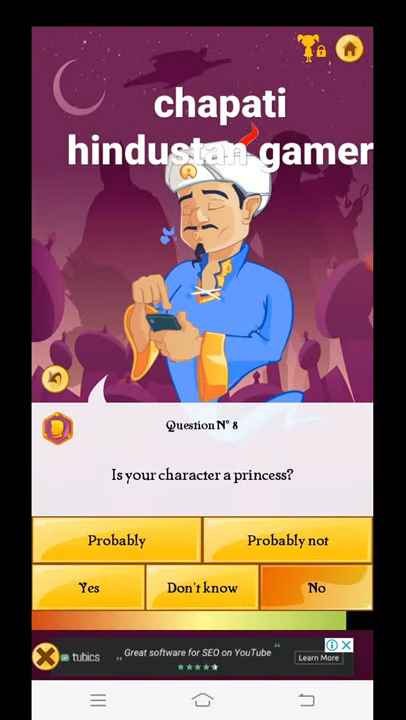 chapati
hindustan gamer
Question N° 8
Is your character a princess?
Probably
Probably not
Yes
Don't know
No
tubics
„ Great software for SEO on YouTube "
Learn More